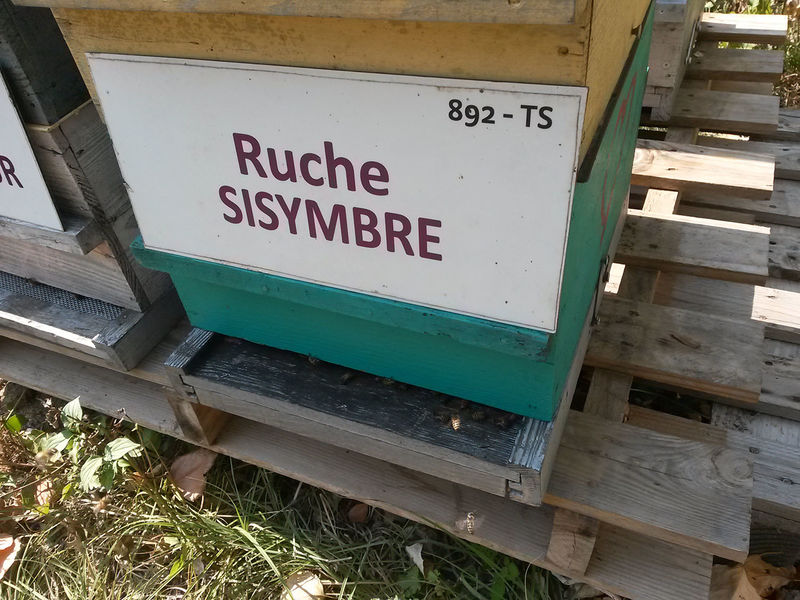 892 - TS
Ruche
SISYMBRE